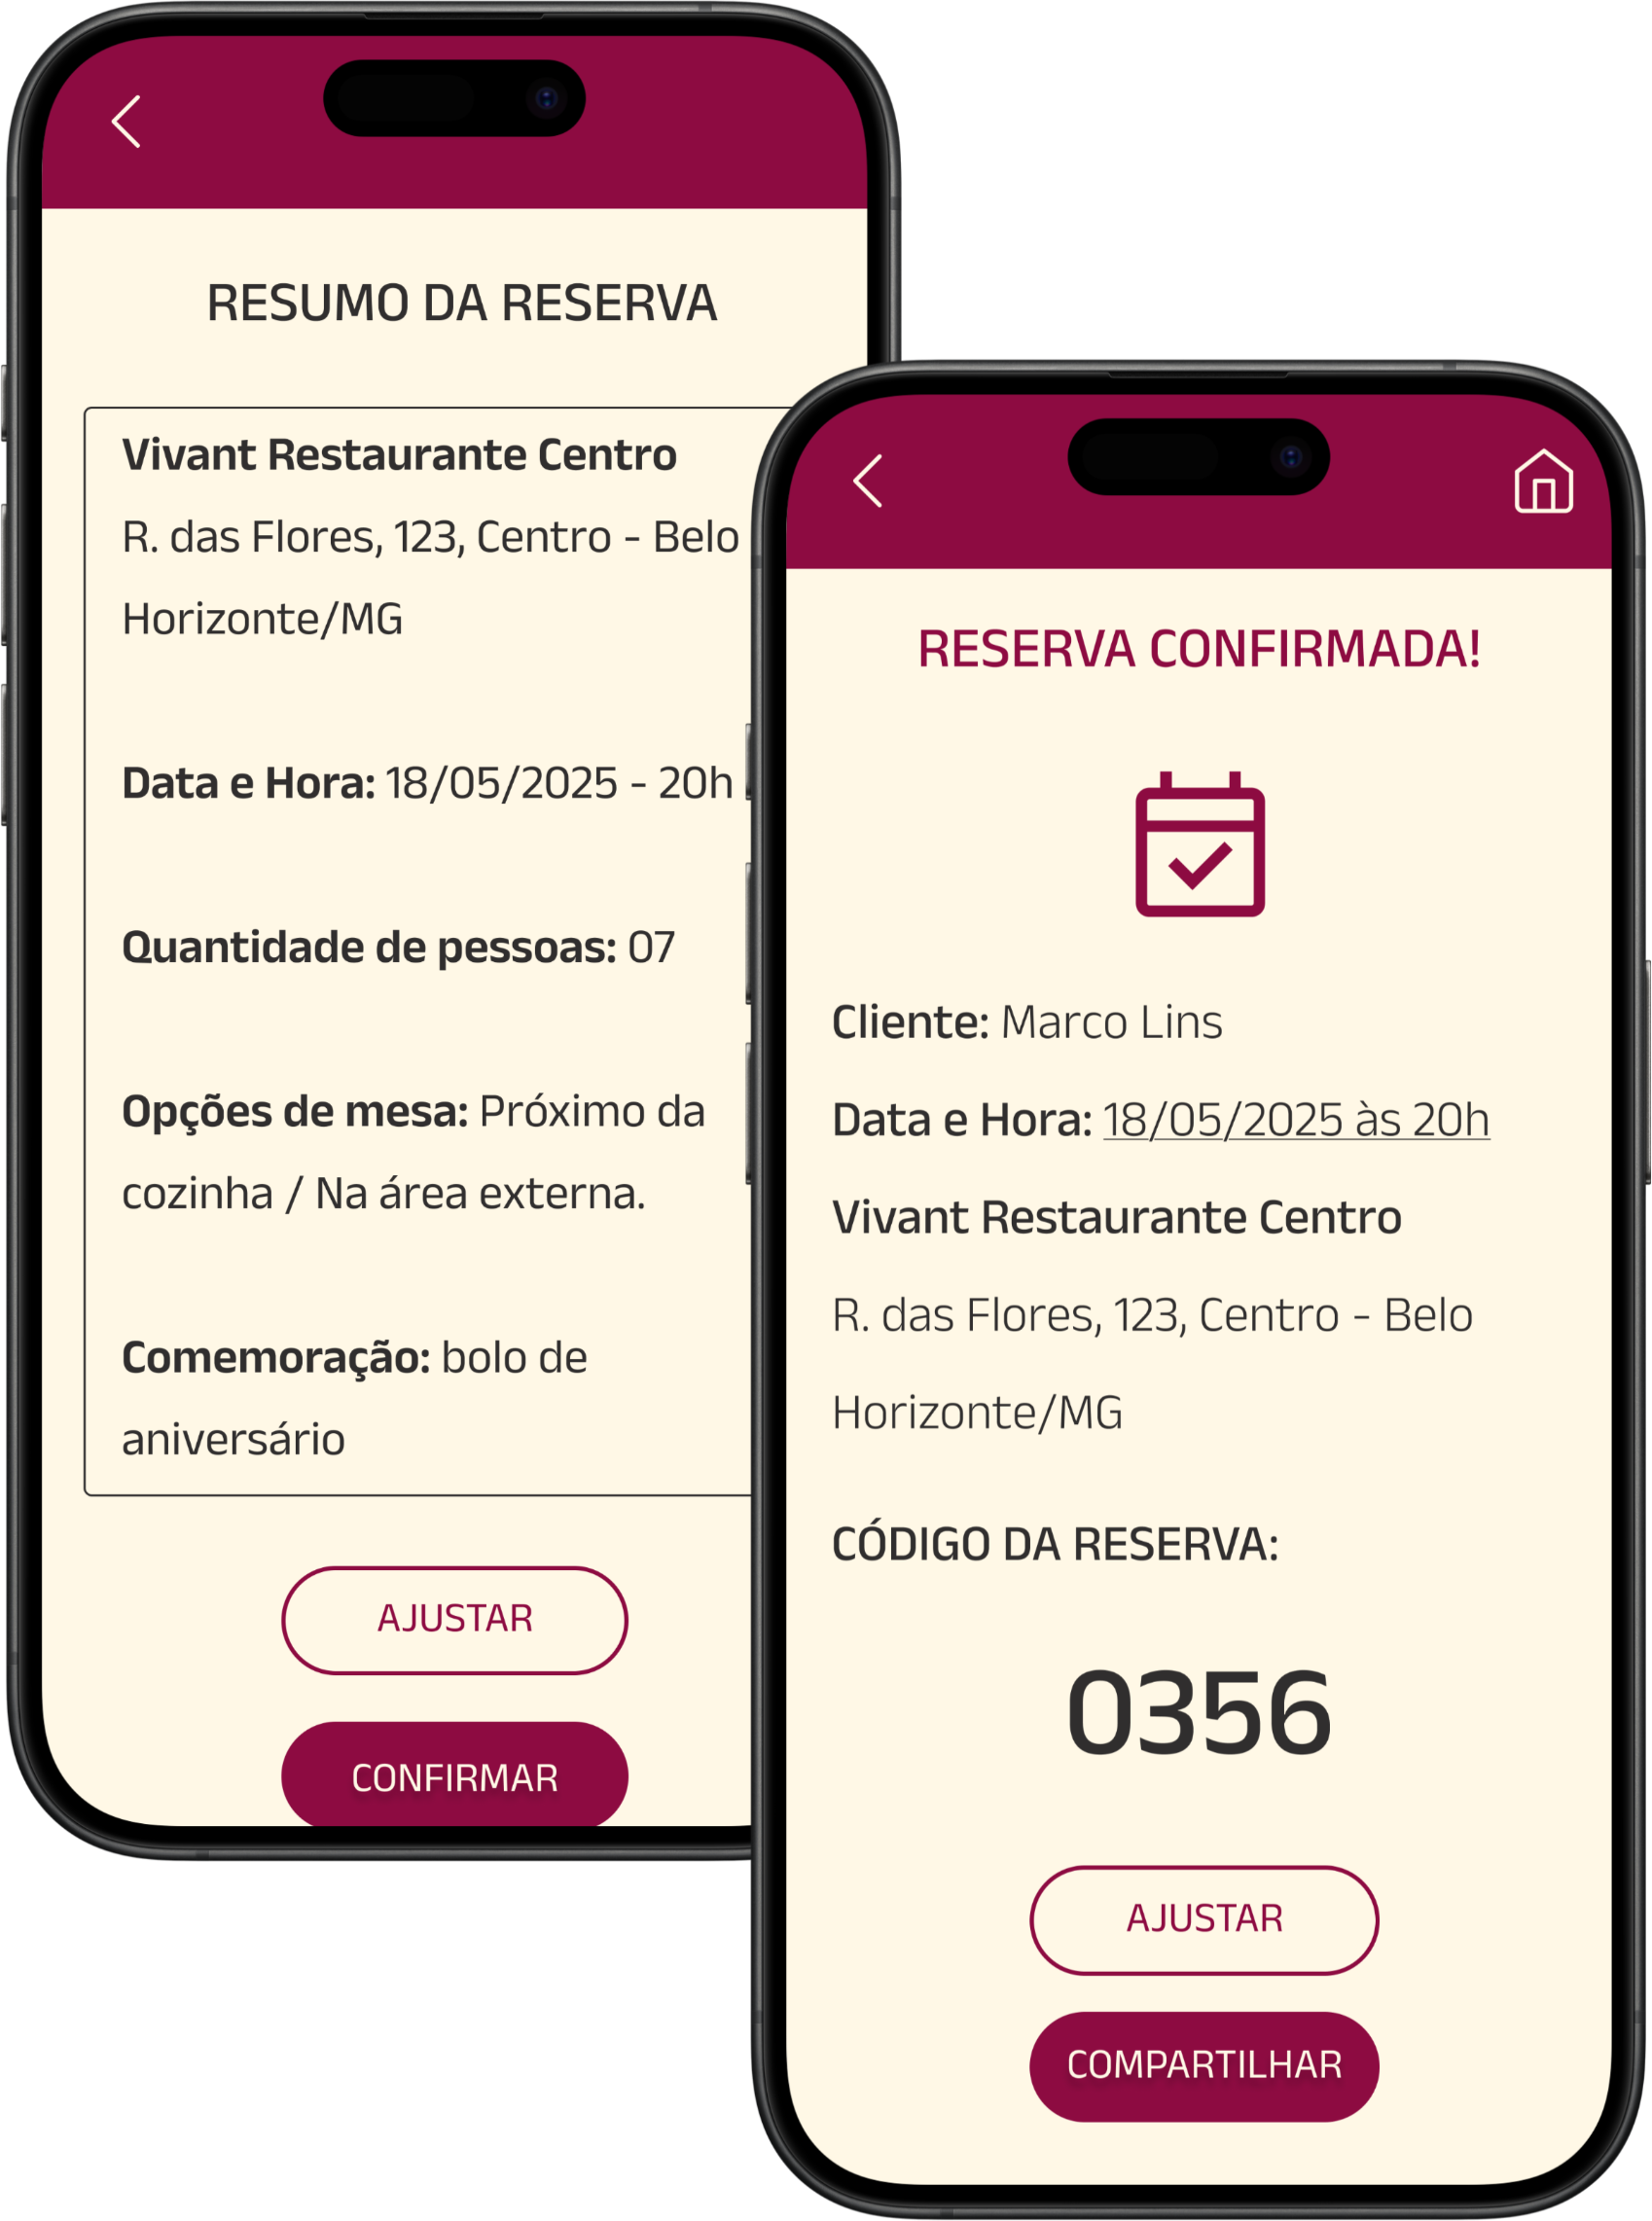 RESUMO DA RESERVA
Vivant Restaurante Centro
R. das Flores, 123, Centro - Belo
Horizonte/MG
Data e Hora: 18/05/2025 - 20h
Quantidade de pessoas: 07
Opções de mesa: Próximo da
cozinha / Na área externa.
Comemoração: bolo de
aniversário
AJUSTAR
CONFIRMAR
RESERVA CONFIRMADA!
Cliente: Marco Lins
Data e Hora: 18/05/2025 às 20h
Vivant Restaurante Centro
R. das Flores, 123, Centro - Belo
Horizonte/MG
CÓDIGO DA RESERVA:
0356
AJUSTAR
COMPARTILHAR